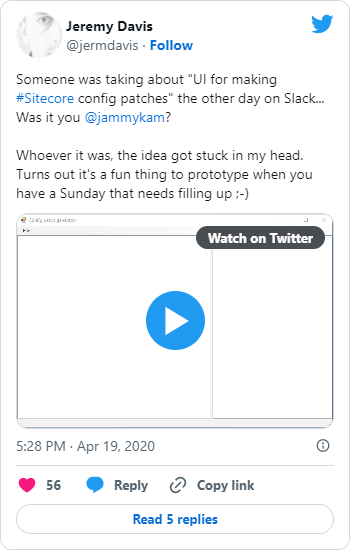 Jeremy Davis
@jermdavis · Follow
Someone was taking about "UI for making
#Sitecore config patches" the other day on Slack...
Was it you @jammykam?
Whoever it was, the idea got stuck in my head.
Turns out it's a fun thing to prototype when you
have a Sunday that needs filling up ;-)
Config patch generator
File
Watch on Twitter
5:28 PM · Apr 19, 2020
56 Reply Copy link
Read 5 replies